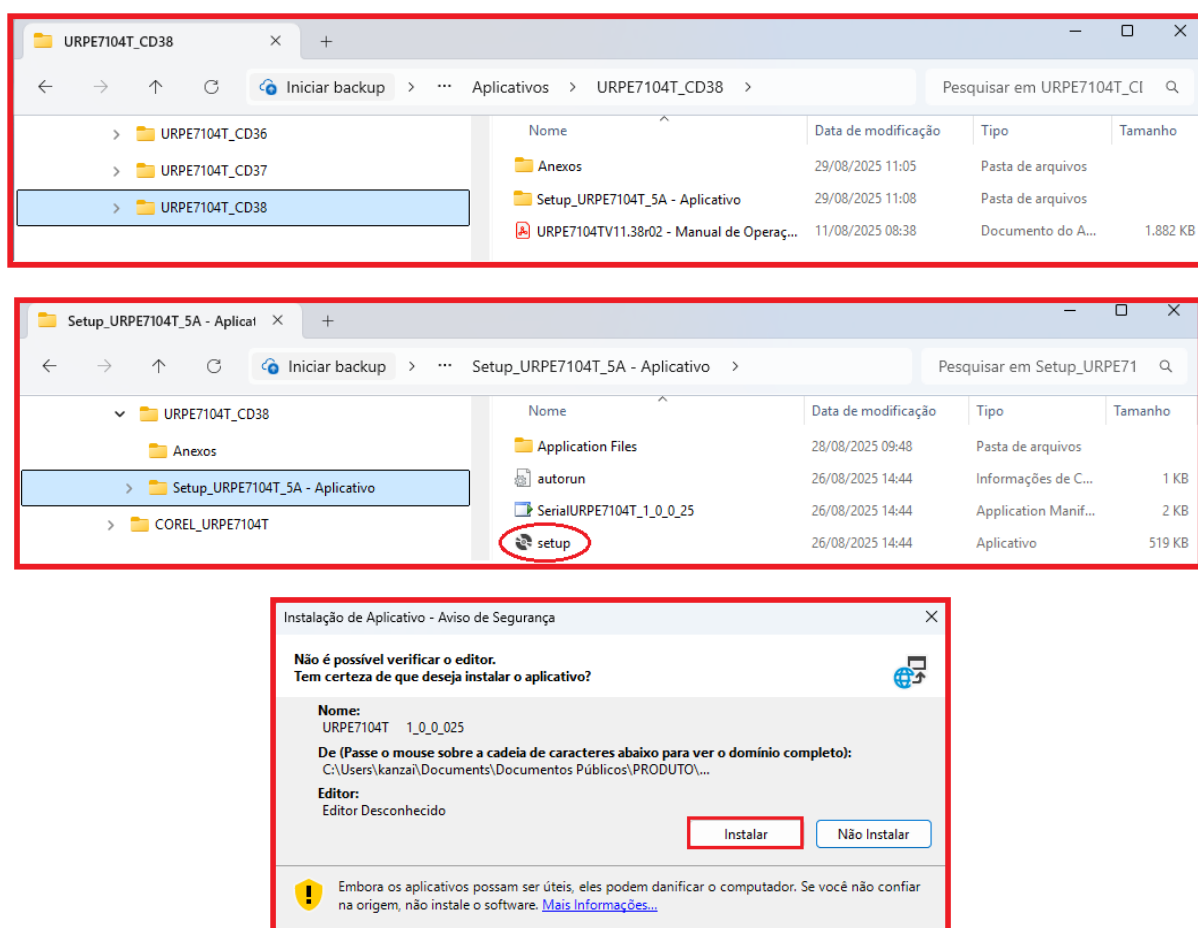 URPE7104T_CD38
Iniciar backup > ··· Aplicativos > URPE7104T_CD38 > Pesquisar em URPE7104T_CI
URPE7104T_CD36
URPE7104T_CD37
URPE7104T_CD38
Nome Data de modificação Tipo Tamanho
Anexos 29/08/2025 11:05 Pasta de arquivos
Setup_URPE7104T_5A - Aplicativo 29/08/2025 11:08 Pasta de arquivos
URPE7104TV11.38r02 - Manual de Operaç... 11/08/2025 08:38 Documento do A... 1.882 KB
Setup_URPE7104T_5A - Aplicat
Iniciar backup > ··· Setup_URPE7104T_5A - Aplicativo > Pesquisar em Setup_URPE71
URPE7104T_CD38
Anexos
Setup_URPE7104T_5A - Aplicativo
COREL_URPE7104T
Nome Data de modificação Tipo Tamanho
Application Files 28/08/2025 09:48 Pasta de arquivos
autorun 26/08/2025 14:44 Informações de C... 1 KB
SerialURPE7104T_1_0_0_25 26/08/2025 14:44 Application Manif... 2 KB
setup 26/08/2025 14:44 Aplicativo 519 KB
Instalação de Aplicativo - Aviso de Segurança
Não é possível verificar o editor.
Tem certeza de que deseja instalar o aplicativo?
Nome:
URPE7104T 1_0_0_025
De (Passe o mouse sobre a cadeia de caracteres abaixo para ver o domínio completo):
C:\Users\kanzai\Documents\Documentos Públicos\PRODUTO\...
Editor:
Editor Desconhecido
Instalar Não Instalar
Embora os aplicativos possam ser úteis, eles podem danificar o computador. Se você não confiar
na origem, não instale o software. Mais Informações...